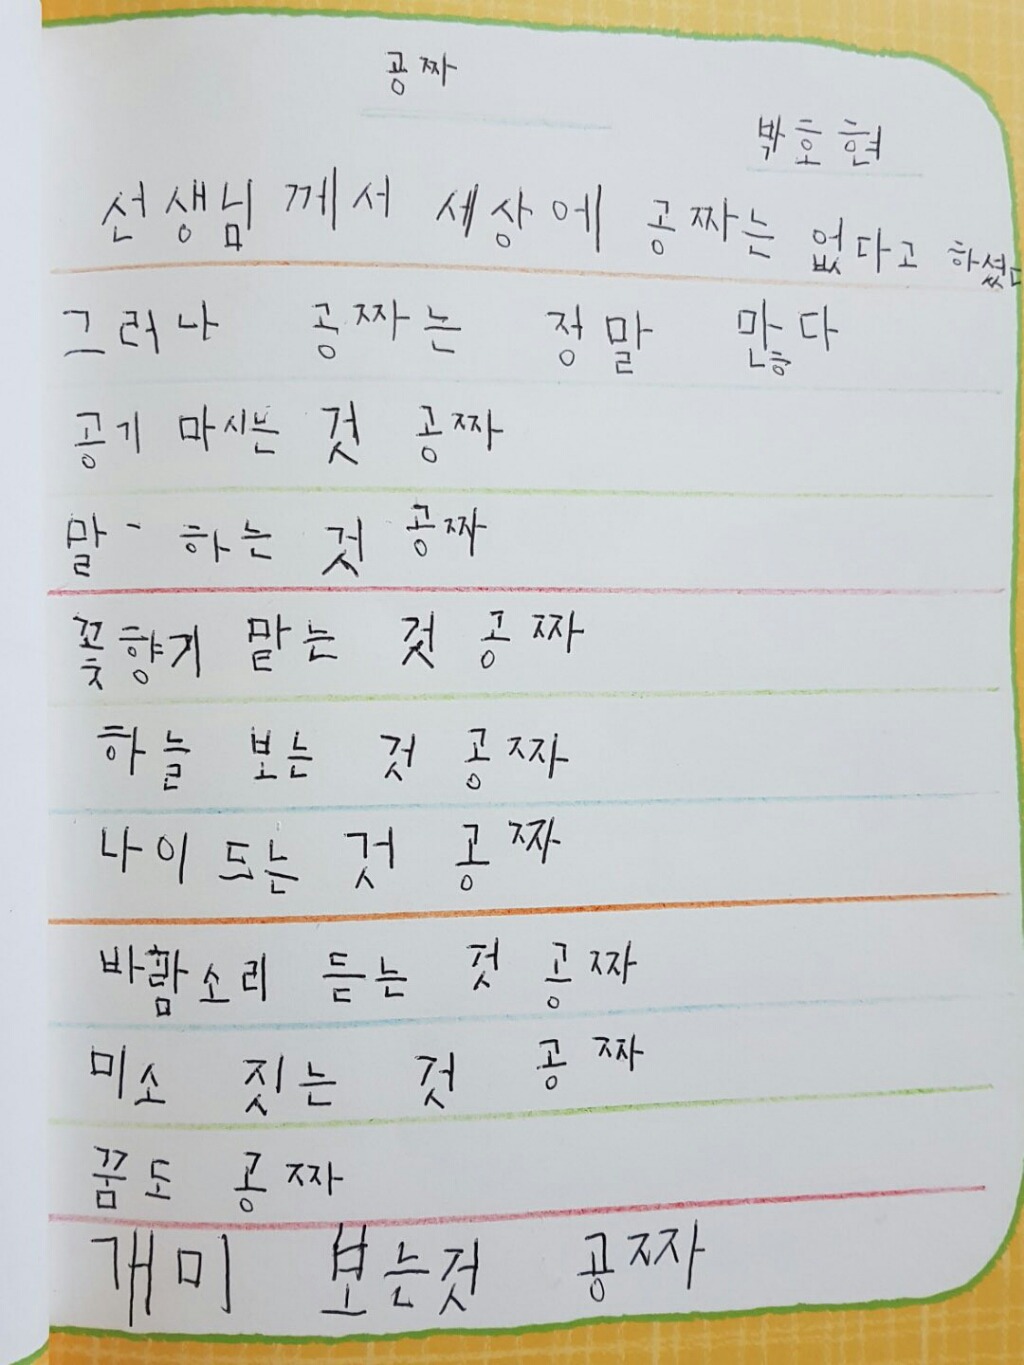 공짜
박호현
선생님 께서 세상에 공짜는 없다고 하셨다
그러나 공짜는 정말 많다
공기 마시는 것 공짜
말 하는 것 공짜
꽃향기 맡는 것 공짜
하늘 보는 것 공짜
나이 드는 것 공짜
바람소리 듣는 것 공짜
미소 짓는 것 공짜
꿈도 공짜
개미 보는것 공짜